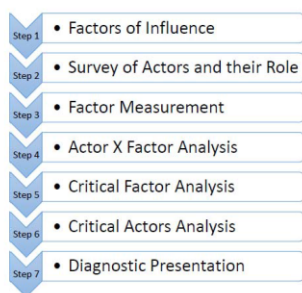 Step 1 • Factors of Influence
Step 2 • Survey of Actors and their Role
Step 3 • Factor Measurement
Step 4 • Actor X Factor Analysis
Step 5 • Critical Factor Analysis
Step 6 • Critical Actors Analysis
Step 7 • Diagnostic Presentation